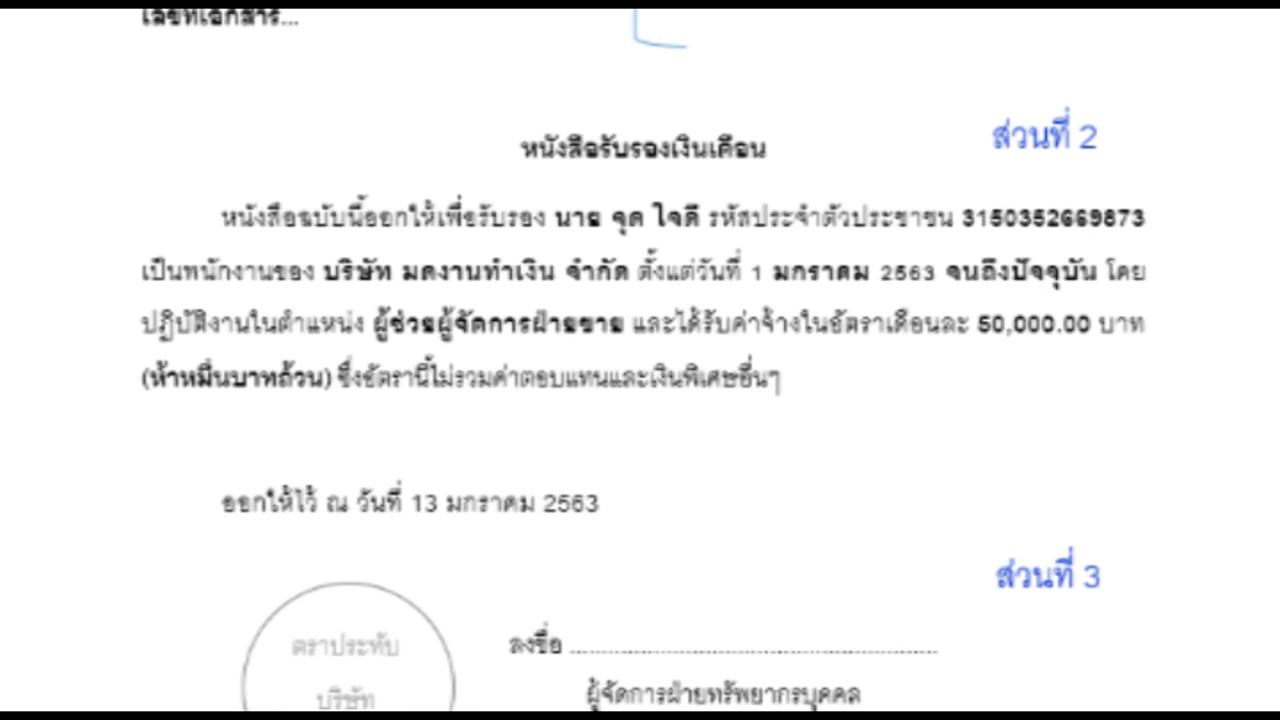 เลขที่เอกสาร...
ส่วนที่ 2
หนังสือรับรองเงินเดือน
หนังสือฉบับนี้ออกให้เพื่อรับรอง นาย จุด ใจดี รหัสประจำตัวประชาชน 3150352669873
เป็นพนักงานของ บริษัท มดงานทำเงิน จำกัด ตั้งแต่วันที่ 1 มกราคม 2563 จนถึงปัจจุบัน โดย
ปฏิบัติงานในตำแหน่ง ผู้ช่วยผู้จัดการฝ่ายขาย และได้รับค่าจ้างในอัตราเดือนละ 50,000.00 บาท
(ห้าหมื่นบาทถ้วน) ซึ่งอัตรานี้ไม่รวมค่าตอบแทนและเงินพิเศษอื่นๆ
ออกให้ไว้ ณ วันที่ 13 มกราคม 2563
ส่วนที่ 3
ตราประทับ
บริษัท
ลงชื่อ ........................................................
ผู้จัดการฝ่ายทรัพยากรบุคคล